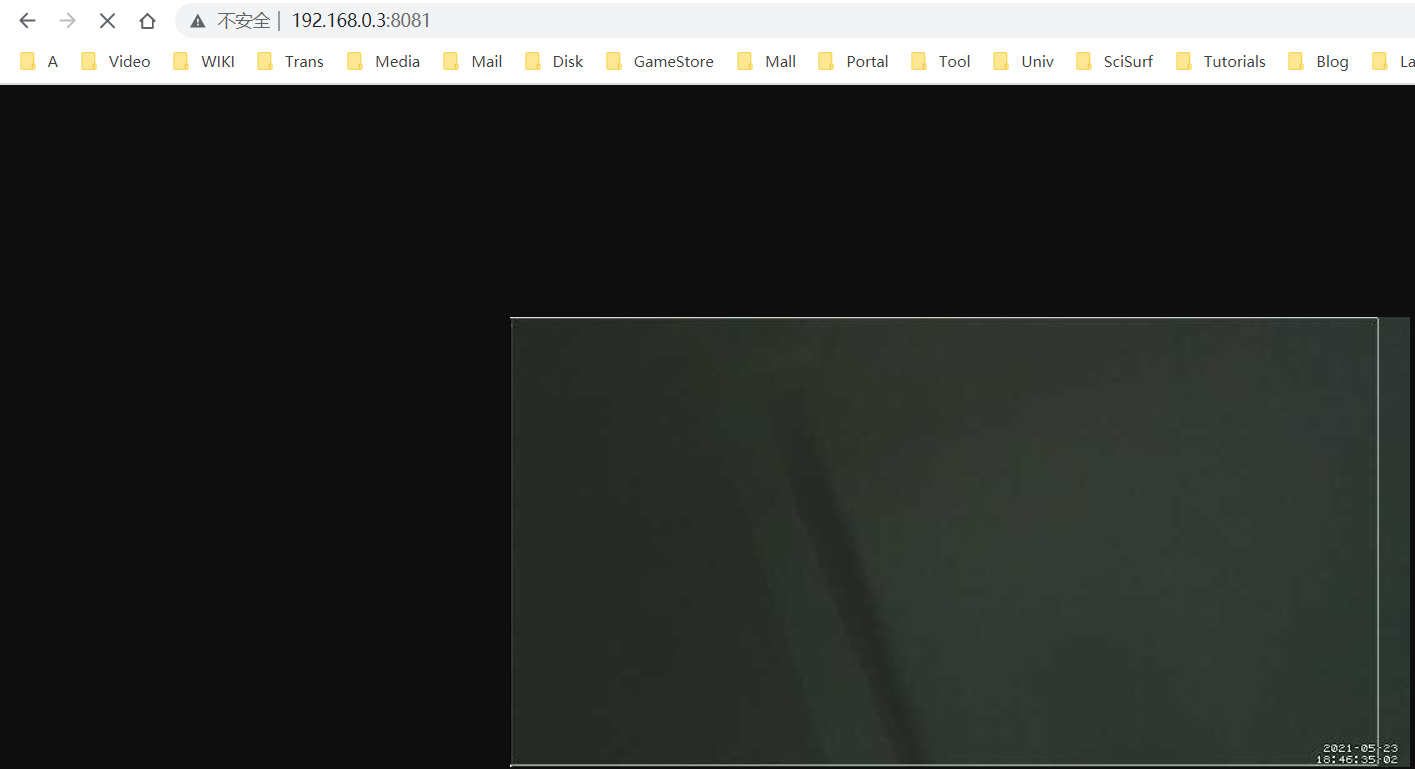 不安全 | 192.168.0.3:8081
A Video WIKI Trans Media Mail Disk GameStore Mall Portal Tool Univ SciSurf Tutorials Blog La
2021-05-23
18:46:35-02